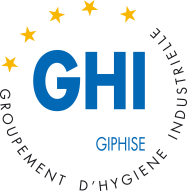 GHI
GIPHISE
GROUPEMENT D'HYGIENE INDUSTRIELLE